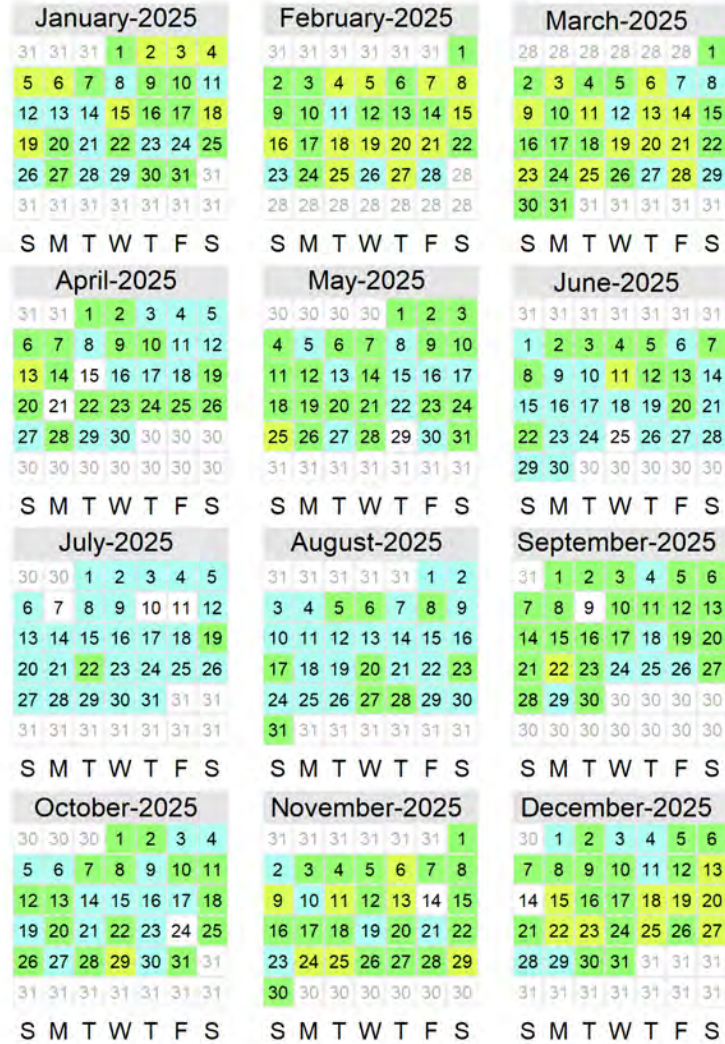 January-2025 February-2025 March-2025
31 31 31 1 2 3 4 31 31 31 31 31 31 1 28 28 28 28 28 28 1
5 6 7 8 9 10 11 2 3 4 5 6 7 8 2 3 4 5 6 7 8
12 13 14 15 16 17 18 9 10 11 12 13 14 15 9 10 11 12 13 14 15
19 20 21 22 23 24 25 16 17 18 19 20 21 22 16 17 18 19 20 21 22
26 27 28 29 30 31 31 23 24 25 26 27 28 28 23 24 25 26 27 28 29
31 31 31 31 31 31 31 28 28 28 28 28 28 28 30 31 31 31 31 31 31
S M T W T F S S M T W T F S S M T W T F S
April-2025 May-2025 June-2025
31 31 1 2 3 4 5 30 30 30 30 1 2 3 31 31 31 31 31 31 31
6 7 8 9 10 11 12 4 5 6 7 8 9 10 1 2 3 4 5 6 7
13 14 15 16 17 18 19 11 12 13 14 15 16 17 8 9 10 11 12 13 14
20 21 22 23 24 25 26 18 19 20 21 22 23 24 15 16 17 18 19 20 21
27 28 29 30 30 30 30 25 26 27 28 29 30 31 22 23 24 25 26 27 28
30 30 30 30 30 30 30 31 31 31 31 31 31 31 29 30 30 30 30 30 30
S M T W T F S S M T W T F S S M T W T F S
July-2025 August-2025 September-2025
30 30 1 2 3 4 5 31 31 31 31 31 1 2 31 1 2 3 4 5 6
6 7 8 9 10 11 12 3 4 5 6 7 8 9 7 8 9 10 11 12 13
13 14 15 16 17 18 19 10 11 12 13 14 15 16 14 15 16 17 18 19 20
20 21 22 23 24 25 26 17 18 19 20 21 22 23 21 22 23 24 25 26 27
27 28 29 30 31 31 31 24 25 26 27 28 29 30 28 29 30 30 30 30 30
31 31 31 31 31 31 31 31 31 31 31 31 31 31 30 30 30 30 30 30 30
S M T W T F S S M T W T F S S M T W T F S
October-2025 November-2025 December-2025
30 30 30 1 2 3 4 31 31 31 31 31 31 1 30 1 2 3 4 5 6
5 6 7 8 9 10 11 2 3 4 5 6 7 8 7 8 9 10 11 12 13
12 13 14 15 16 17 18 9 10 11 12 13 14 15 14 15 16 17 18 19 20
19 20 21 22 23 24 25 16 17 18 19 20 21 22 21 22 23 24 25 26 27
26 27 28 29 30 31 31 23 24 25 26 27 28 29 28 29 30 31 31 31 31
31 31 31 31 31 31 31 30 30 30 30 30 30 30 31 31 31 31 31 31 31
S M T W T F S S M T W T F S S M T W T F S